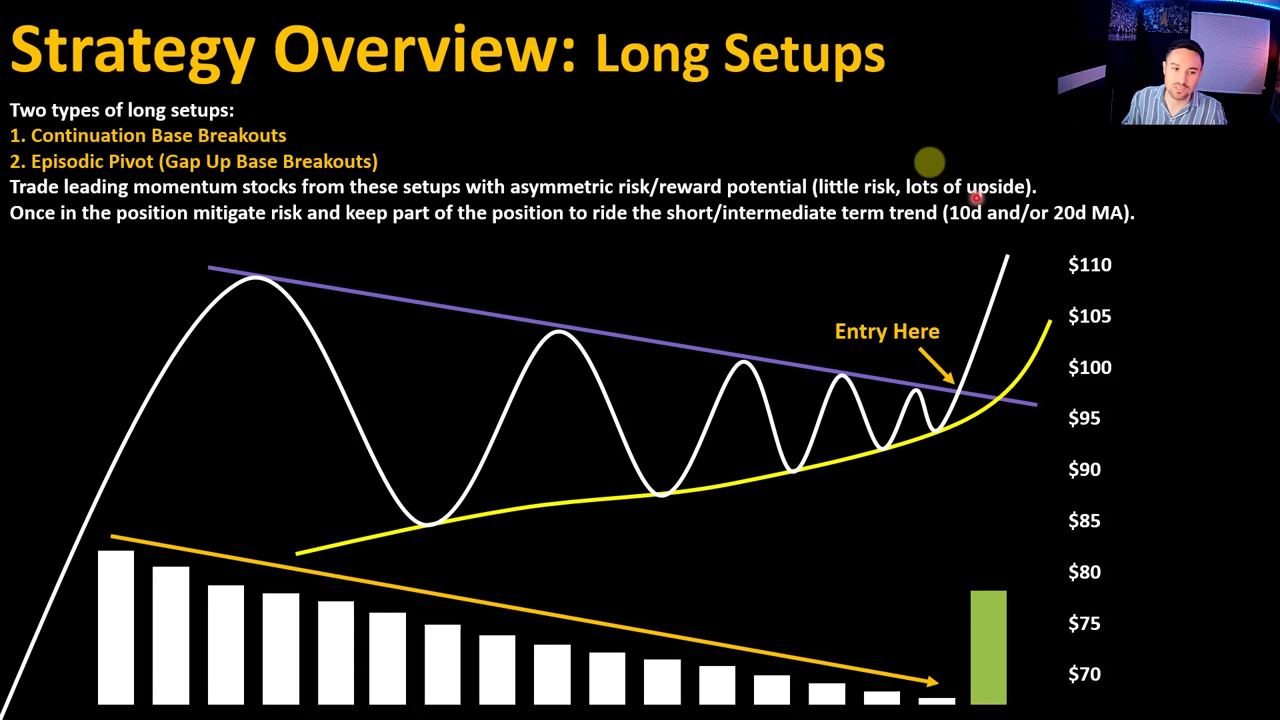 Strategy Overview: Long Setups
Two types of long setups:
1. Continuation Base Breakouts
2. Episodic Pivot (Gap Up Base Breakouts)
Trade leading momentum stocks from these setups with asymmetric risk/reward potential (little risk, lots of upside).
Once in the position mitigate risk and keep part of the position to ride the short/intermediate term trend (10d and/or 20d MA).
Entry Here
$110
$105
$100
$95
$90
$85
$80
$75
$70